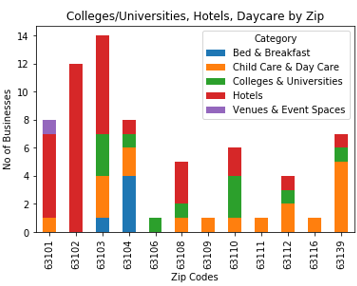 Colleges/Universities, Hotels, Daycare by Zip
Category
Bed & Breakfast
Child Care & Day Care
Colleges & Universities
Hotels
Venues & Event Spaces
No of Businesses
14
12
10
8
6
4
2
0
63101
63102
63103
63104
63106
63108
63109
63110
63111
63112
63116
63139
Zip Codes